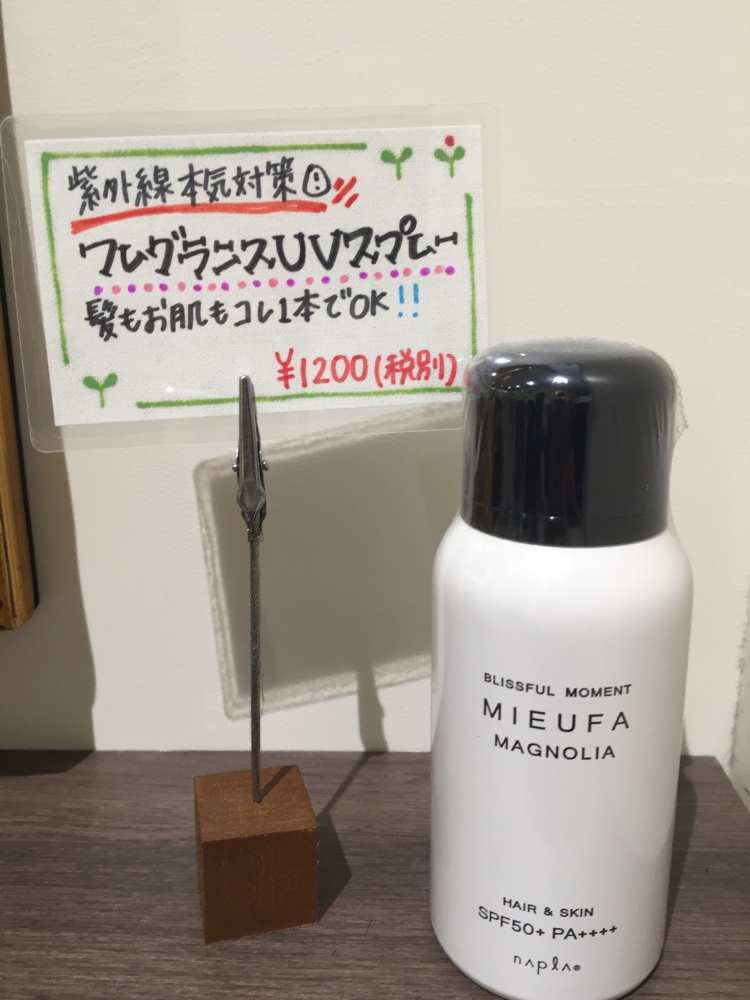 紫外線本気対策!!
フレグランスUVスプレー
髪もお肌もコレ1本でOK!!
¥1200(税別)
BLISSFUL MOMENT
MIEUFA
MAGNOLIA
HAIR & SKIN
SPF50+ PA++++
napla®